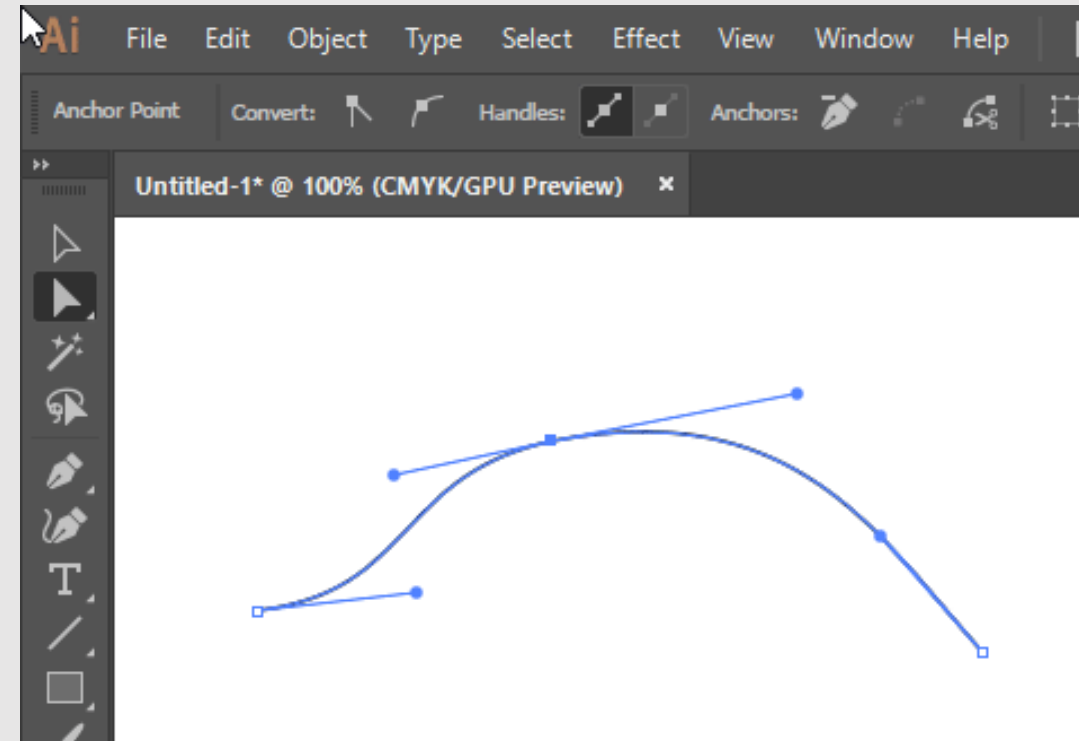 Ai File Edit Object Type Select Effect View Window Help
Anchor Point Convert: Handles: Anchors:
Untitled-1* @ 100% (CMYK/GPU Preview) ×
T